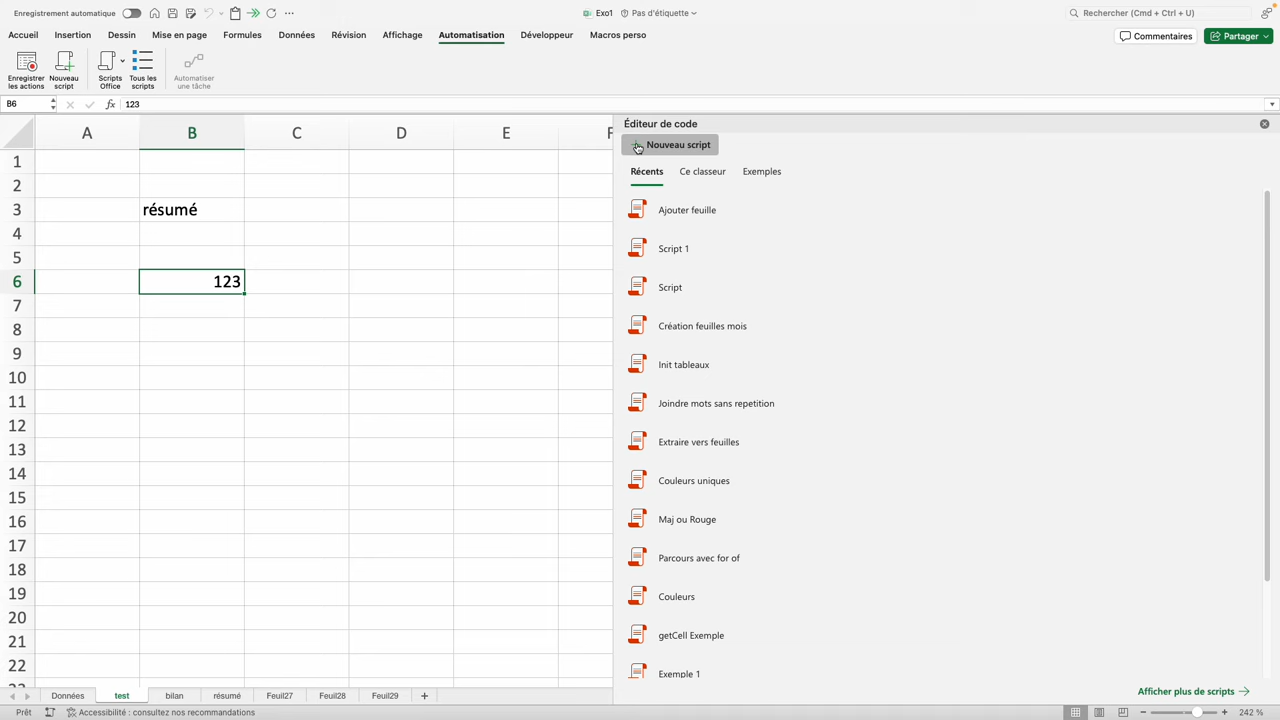 Enregistrement automatique
Exo1
Pas d'étiquette
Rechercher (Cmd + Ctrl + U)
Accueil Insertion Dessin Mise en page Formules Données Révision Affichage Automatisation Développeur Macros perso
Commentaires
Partager
Enregistrer les actions
Nouveau script
Scripts Office
Tous les scripts
Automatiser une tâche
B6
fx
123
A B C D E F
1
2
3 résumé
4
5
6 123
7
8
9
10
11
12
13
14
15
16
17
18
19
20
21
22
Éditeur de code
Nouveau script
Récents Ce classeur Exemples
Ajouter feuille
Script 1
Script
Création feuilles mois
Init tableaux
Joindre mots sans repetition
Extraire vers feuilles
Couleurs uniques
Maj ou Rouge
Parcours avec for of
Couleurs
getCell Exemple
Exemple 1
Afficher plus de scripts
Données test bilan résumé Feuil27 Feuil28 Feuil29
Prêt
Accessibilité : consultez nos recommandations
242 %